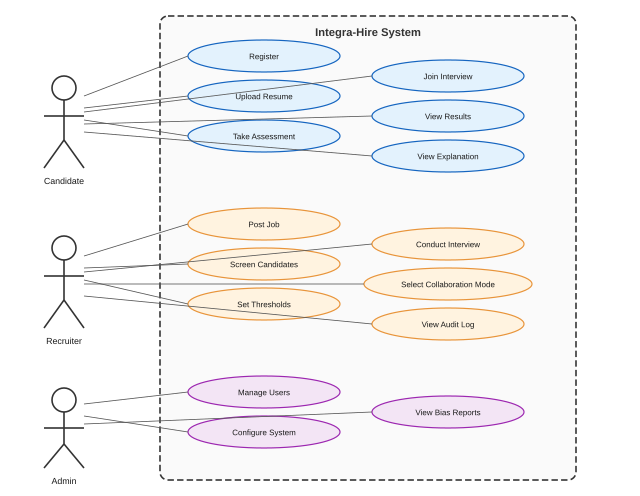 Integra-Hire System
Register
Join Interview
Upload Resume
View Results
Take Assessment
View Explanation
Candidate
Post Job
Conduct Interview
Screen Candidates
Select Collaboration Mode
Set Thresholds
View Audit Log
Recruiter
Manage Users
View Bias Reports
Configure System
Admin